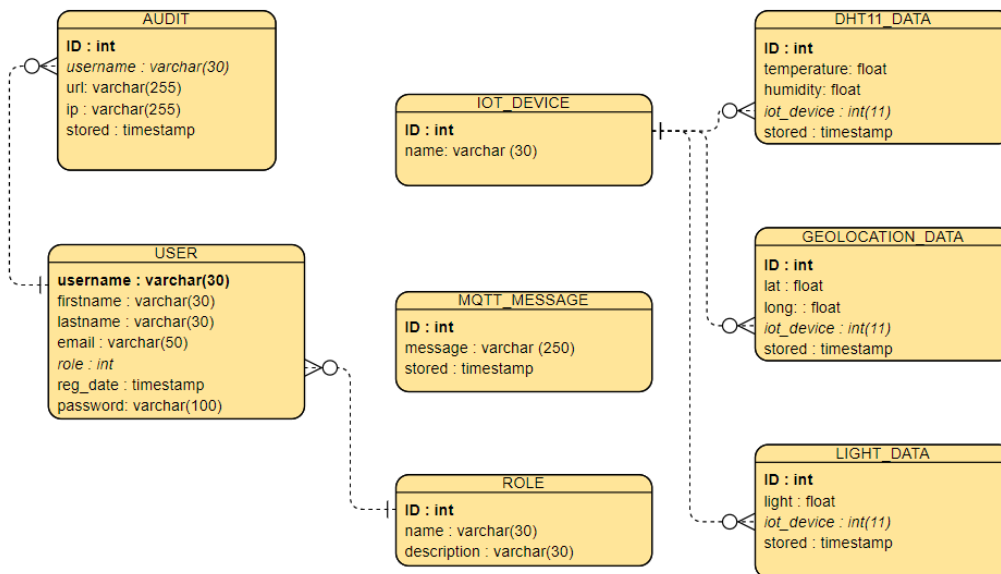 AUDIT
ID : int
username : varchar(30)
url: varchar(255)
ip : varchar(255)
stored : timestamp
USER
username : varchar(30)
firstname : varchar(30)
lastname : varchar(30)
email : varchar(50)
role : int
reg_date : timestamp
password: varchar(100)
IOT_DEVICE
ID : int
name: varchar (30)
MQTT_MESSAGE
ID : int
message : varchar (250)
stored : timestamp
ROLE
ID : int
name : varchar(30)
description : varchar(30)
DHT11_DATA
ID : int
temperature: float
humidity: float
iot_device : int(11)
stored : timestamp
GEOLOCATION_DATA
ID : int
lat : float
long: : float
iot_device : int(11)
stored : timestamp
LIGHT_DATA
ID : int
light : float
iot_device : int(11)
stored : timestamp